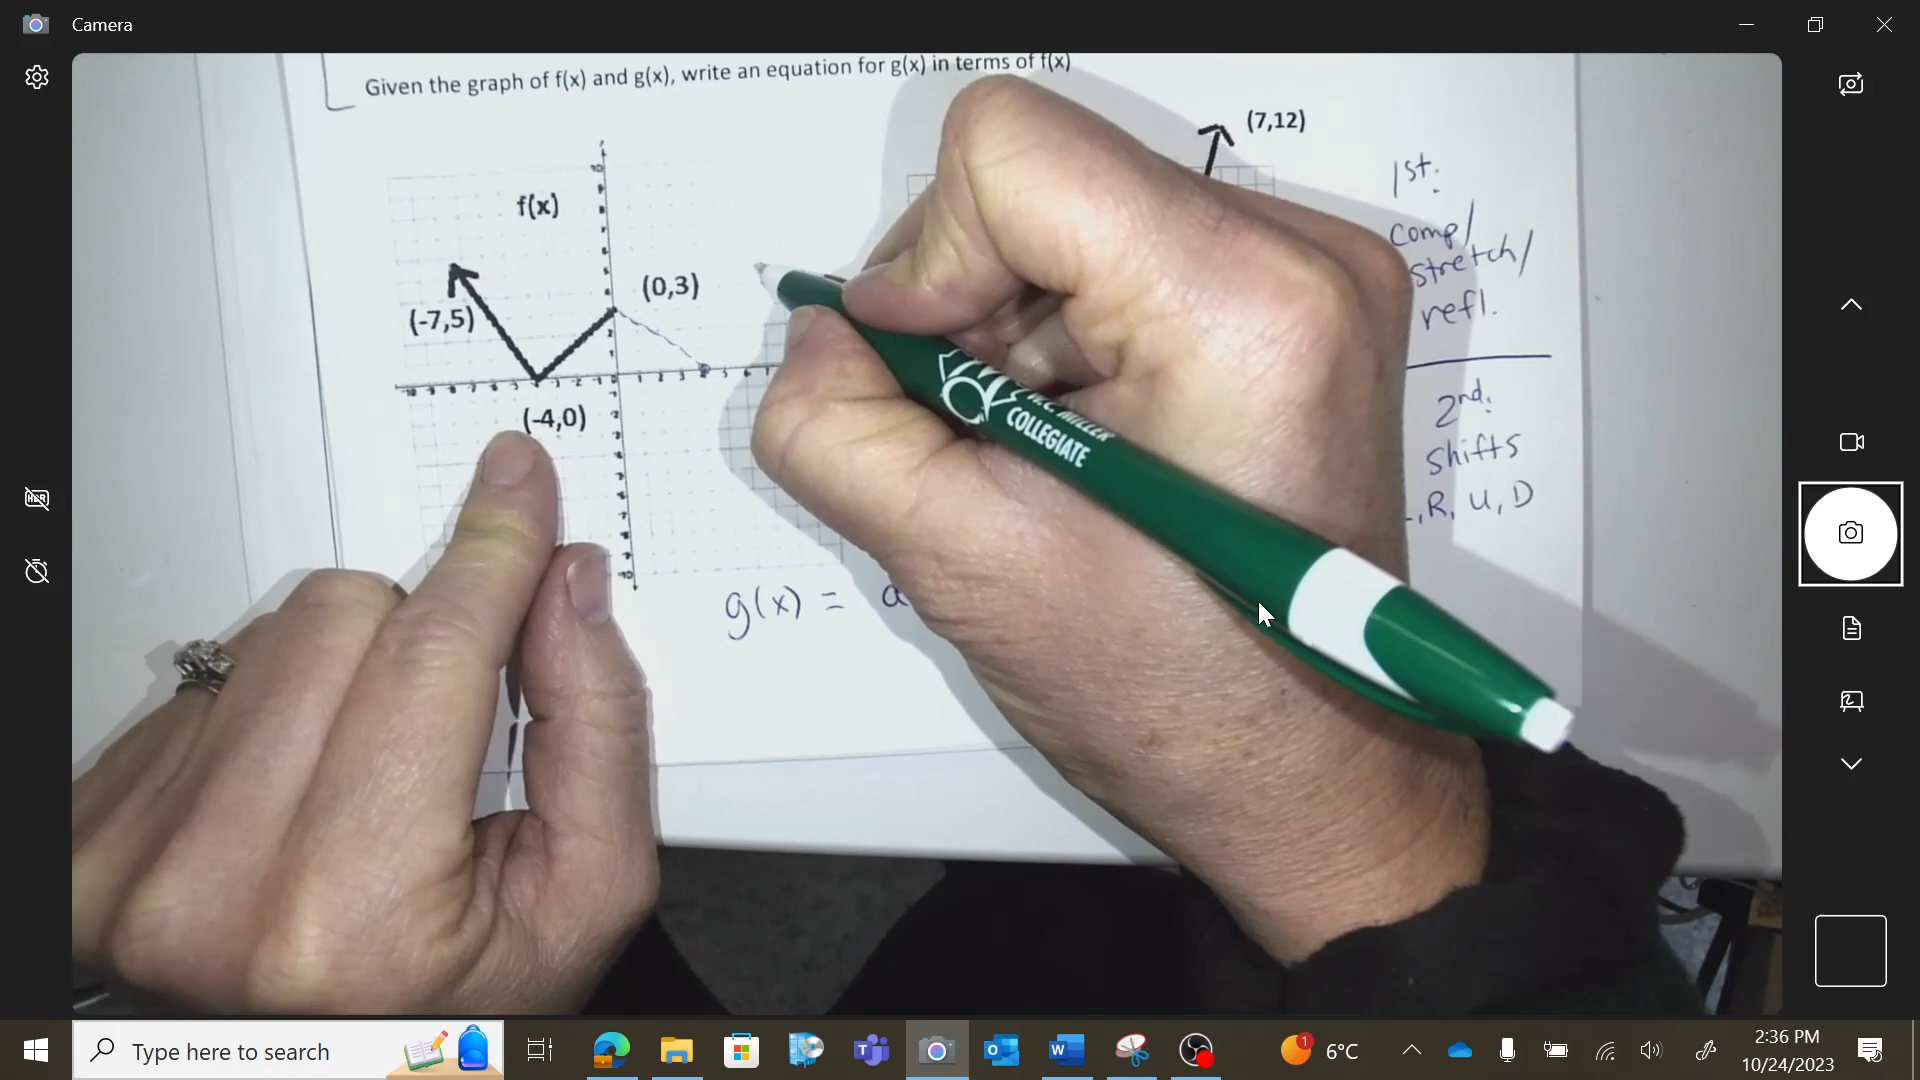 Camera
Given the graph of f(x) and g(x), write an equation for g(x) in terms of f(x)
(7,12)
f(x)
(0,3)
(-7,5)
(-4,0)
1st:
comp/
stretch/
refl.
2nd:
shifts
R, U, D
g(x) = a
MILLER
COLLEGIATE
Type here to search
1
6°C
2:36 PM
10/24/2023